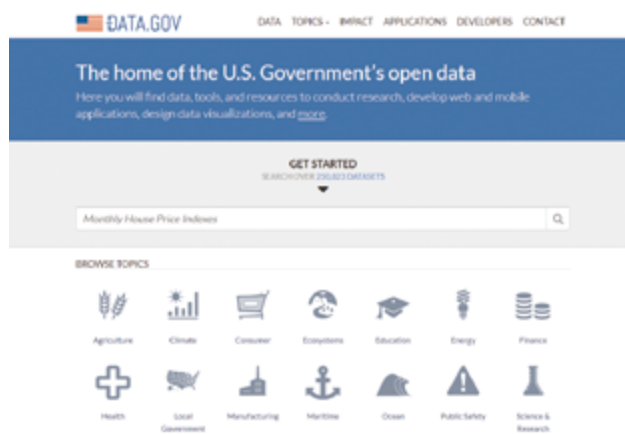 DATA.GOV
DATA TOPICS IMPACT APPLICATIONS DEVELOPERS CONTACT
The home of the U.S. Government's open data
Here you will find data, tools, and resources to conduct research, develop web and mobile
applications, design data visualizations, and more.
GET STARTED
SEARCH OVER DATASETS
Monthly House Price Indexes
BROWSE TOPICS
Agriculture Climate Consumer Ecosystems Education Energy Finance
Health Local Government Manufacturing Maritime Ocean Public Safety Science & Research